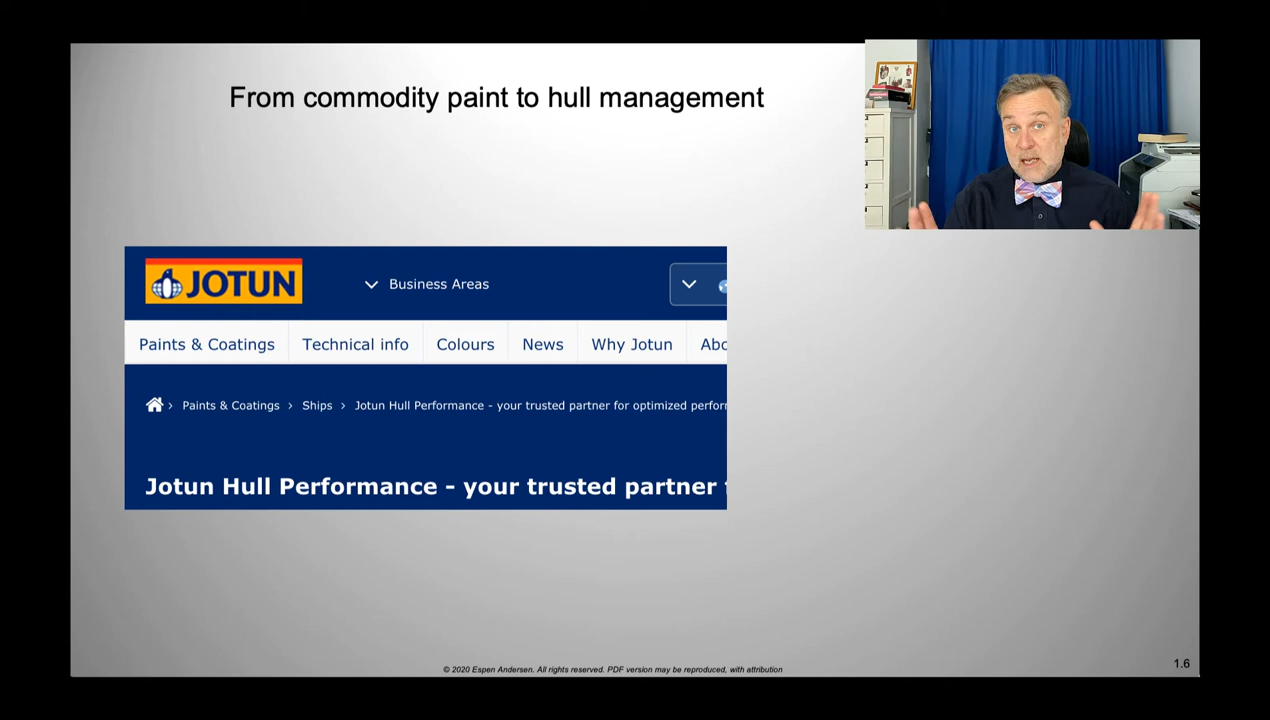 From commodity paint to hull management
JOTUN
Business Areas
Paints & Coatings
Technical info
Colours
News
Why Jotun
Abo
Paints & Coatings > Ships > Jotun Hull Performance - your trusted partner for optimized perfor
Jotun Hull Performance - your trusted partner
© 2020 Espen Andersen. All rights reserved. PDF version may be reproduced, with attribution
1.6